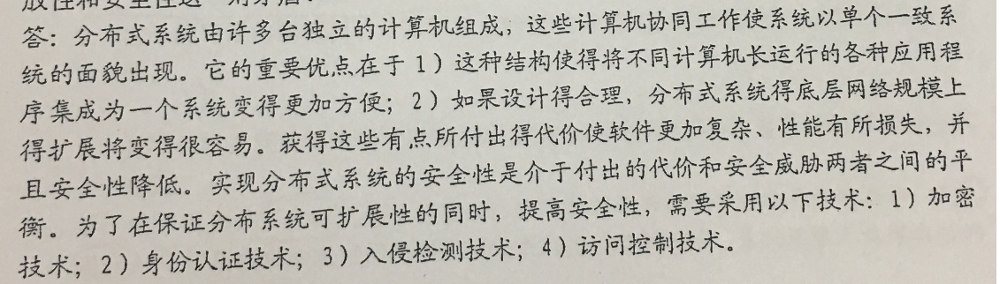 放性和安全性这一
答：分布式系统由许多台独立的计算机组成，这些计算机协同工作使系统以单个一致系
统的面貌出现。它的重要优点在于1）这种结构使得将不同计算机长运行的各种应用程
序集成为一个系统变得更加方便；2）如果设计得合理，分布式系统得底层网络规模上
得扩展将变得很容易。获得这些有点所付出得代价使软件更加复杂、性能有所损失，并
且安全性降低。实现分布式系统的安全性是介于付出的代价和安全威胁两者之间的平
衡。为了在保证分布系统可扩展性的同时，提高安全性，需要采用以下技术：1）加密
技术；2）身份认证技术；3）入侵检测技术；4）访问控制技术。